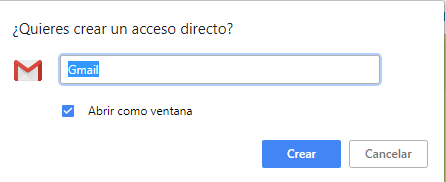 ¿Quieres crear un acceso directo?
Gmail
Abrir como ventana
Crear Cancelar